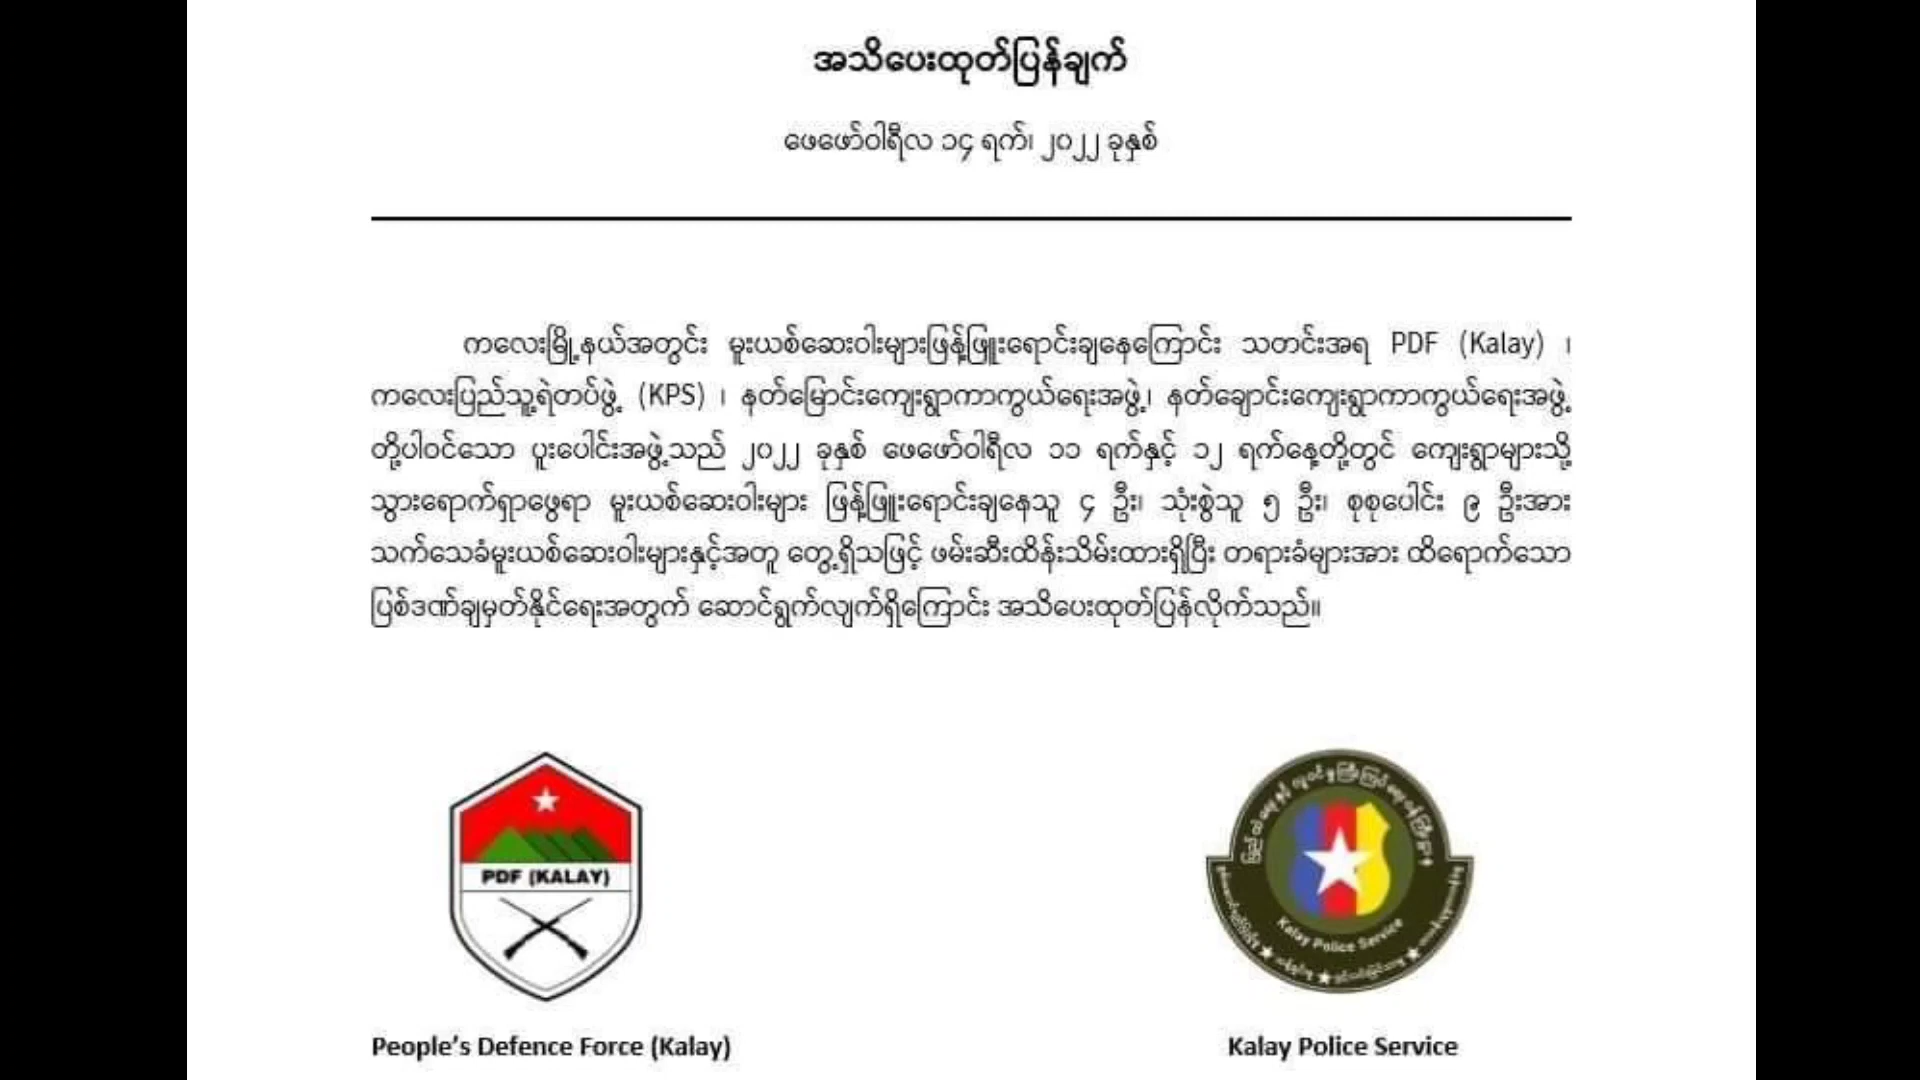 အသိပေးထုတ်ပြန်ချက်
ဖေဖော်ဝါရီလ ၁၄ ရက်၊ ၂၀၂၂ ခုနှစ်
ကလေးမြို့နယ်အတွင်း မူးယစ်ဆေးဝါးများဖြန့်ဖြူးရောင်းချနေကြောင်း သတင်းအရ PDF (Kalay) ၊
ကလေးပြည်သူ့ရဲတပ်ဖွဲ့ (KPS) ၊ နတ်မြောင်းကျေးရွာကာကွယ်ရေးအဖွဲ့၊ နတ်ချောင်းကျေးရွာကာကွယ်ရေးအဖွဲ့
တို့ပါဝင်သော ပူးပေါင်းအဖွဲ့သည် ၂၀၂၂ ခုနှစ် ဖေဖော်ဝါရီလ ၁၁ ရက်နှင့် ၁၂ ရက်နေ့တို့တွင် ကျေးရွာများသို့
သွားရောက်ရှာဖွေရာ မူးယစ်ဆေးဝါးများ ဖြန့်ဖြူးရောင်းချနေသူ ၄ ဦး၊ သုံးစွဲသူ ၅ ဦး၊ စုစုပေါင်း ၉ ဦးအား
သက်သေခံမူးယစ်ဆေးဝါးများနှင့်အတူ တွေ့ရှိသဖြင့် ဖမ်းဆီးထိန်းသိမ်းထားရှိပြီး တရားခံများအား ထိရောက်သော
ပြစ်ဒဏ်ချမှတ်နိုင်ရေးအတွက် ဆောင်ရွက်လျက်ရှိကြောင်း အသိပေးထုတ်ပြန်လိုက်သည်။
PDF (KALAY)
Kalay Police Service
People's Defence Force (Kalay)
Kalay Police Service